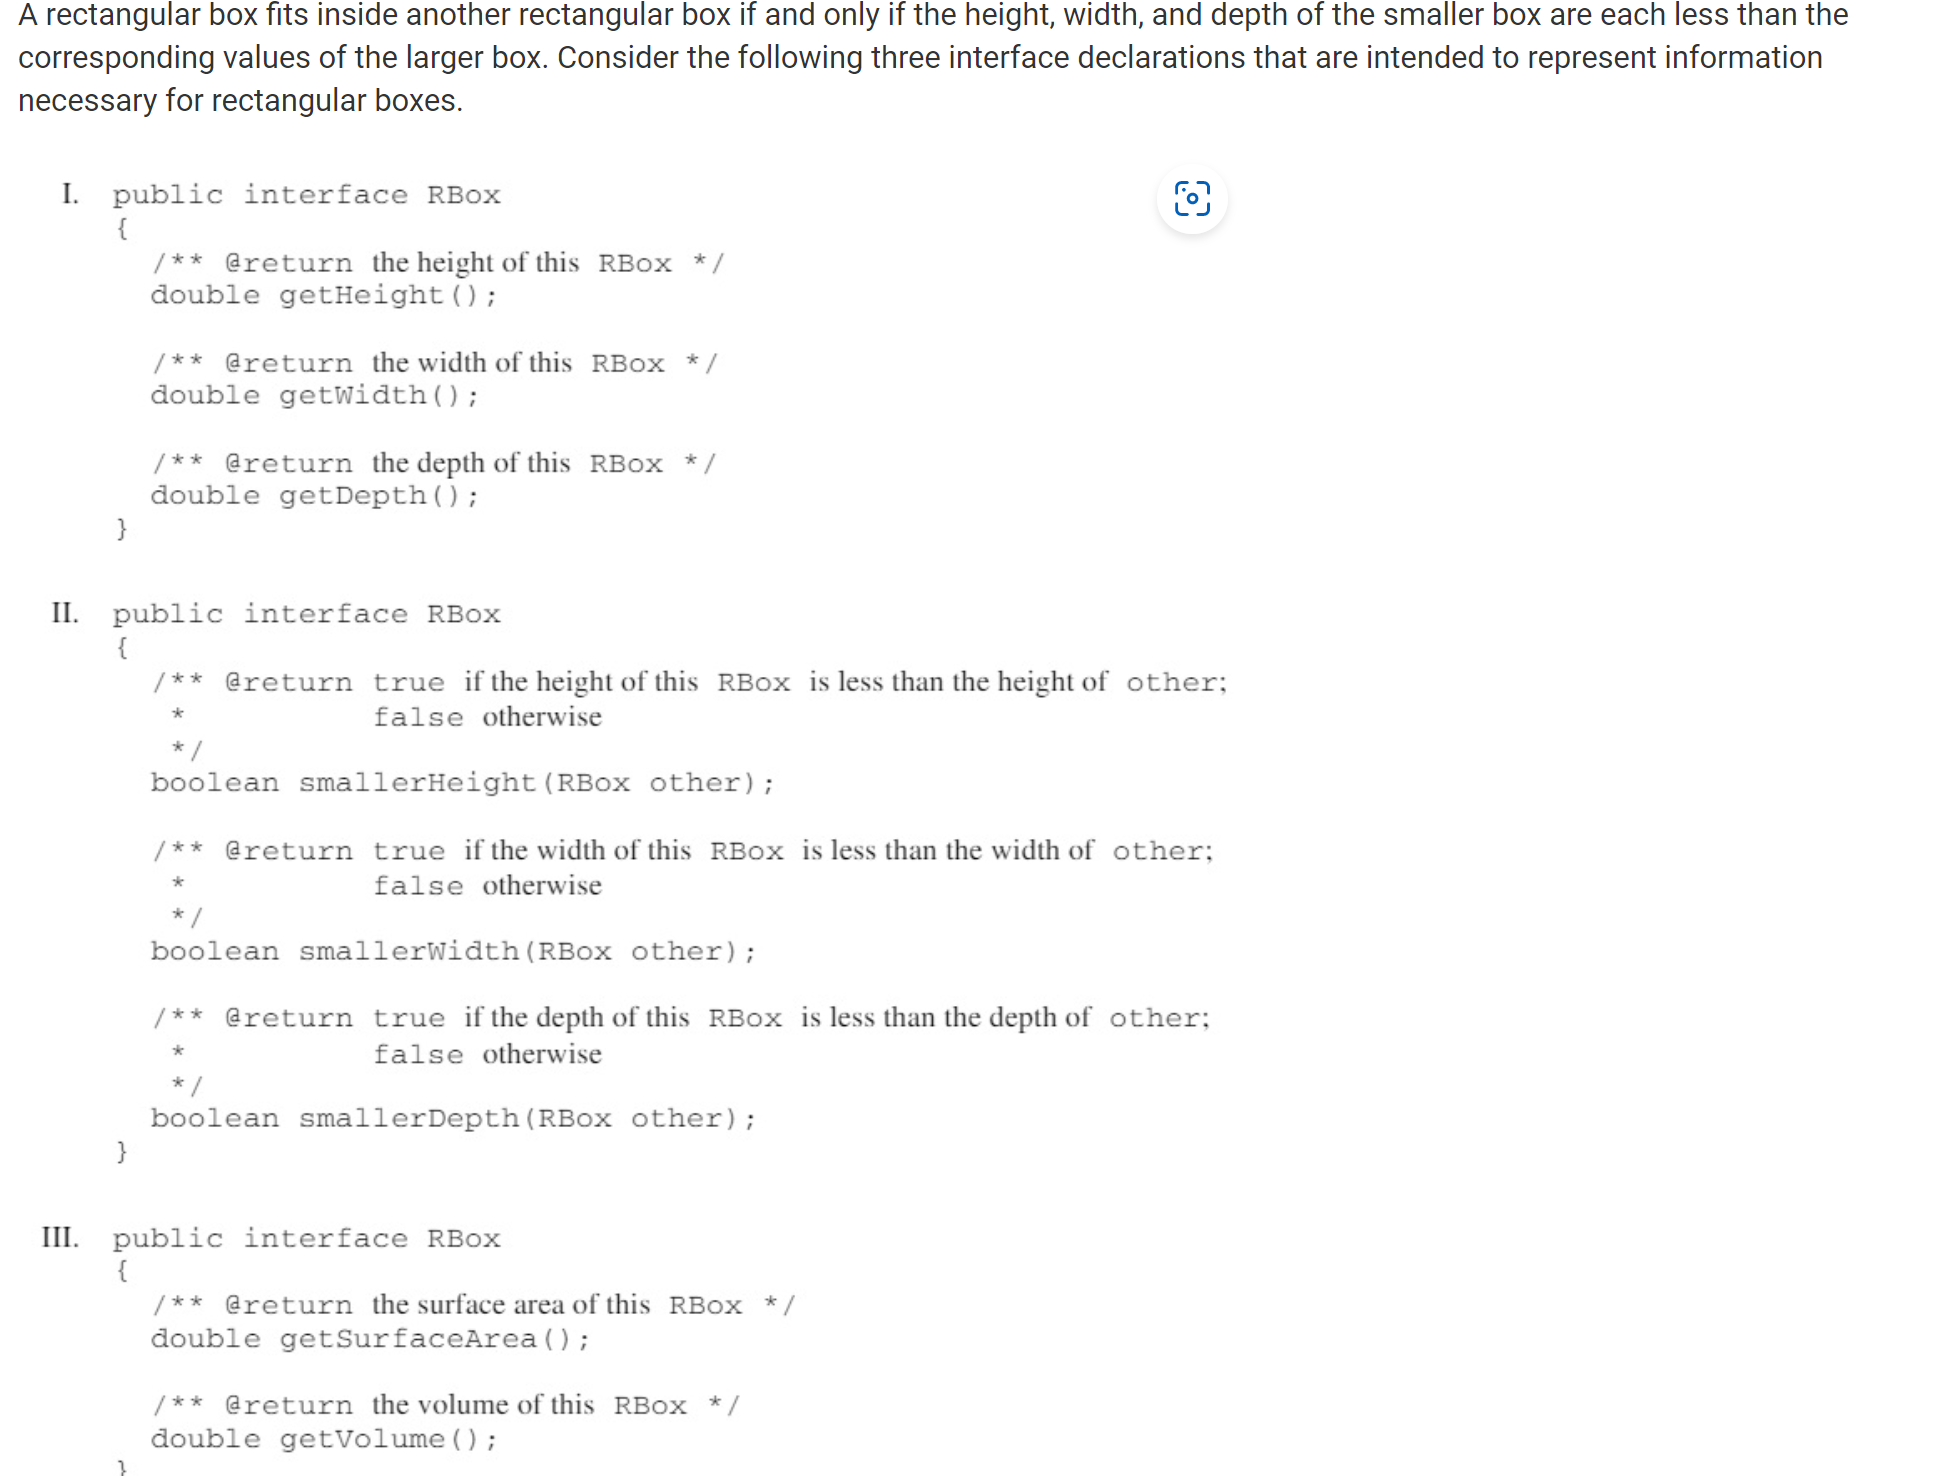 A rectangular box fits inside another rectangular box if and only if the height, width, and depth of the smaller box are each less than the
corresponding values of the larger box. Consider the following three interface declarations that are intended to represent information
necessary for rectangular boxes.
I. public interface RBox
{
/** @return the height of this RBox */
double getHeight();
/** @return the width of this RBox */
double getWidth();
/** @return the depth of this RBox */
double getDepth();
}
II. public interface RBox
{
/** @return true if the height of this RBox is less than the height of other;
* false otherwise
*/
boolean smallerHeight(RBox other);
/** @return true if the width of this RBox is less than the width of other;
* false otherwise
*/
boolean smallerWidth(RBox other);
/** @return true if the depth of this RBox is less than the depth of other;
* false otherwise
*/
boolean smallerDepth(RBox other);
}
III. public interface RBox
{
/** @return the surface area of this RBox */
double getSurfaceArea();
/** @return the volume of this RBox */
double getVolume();
}